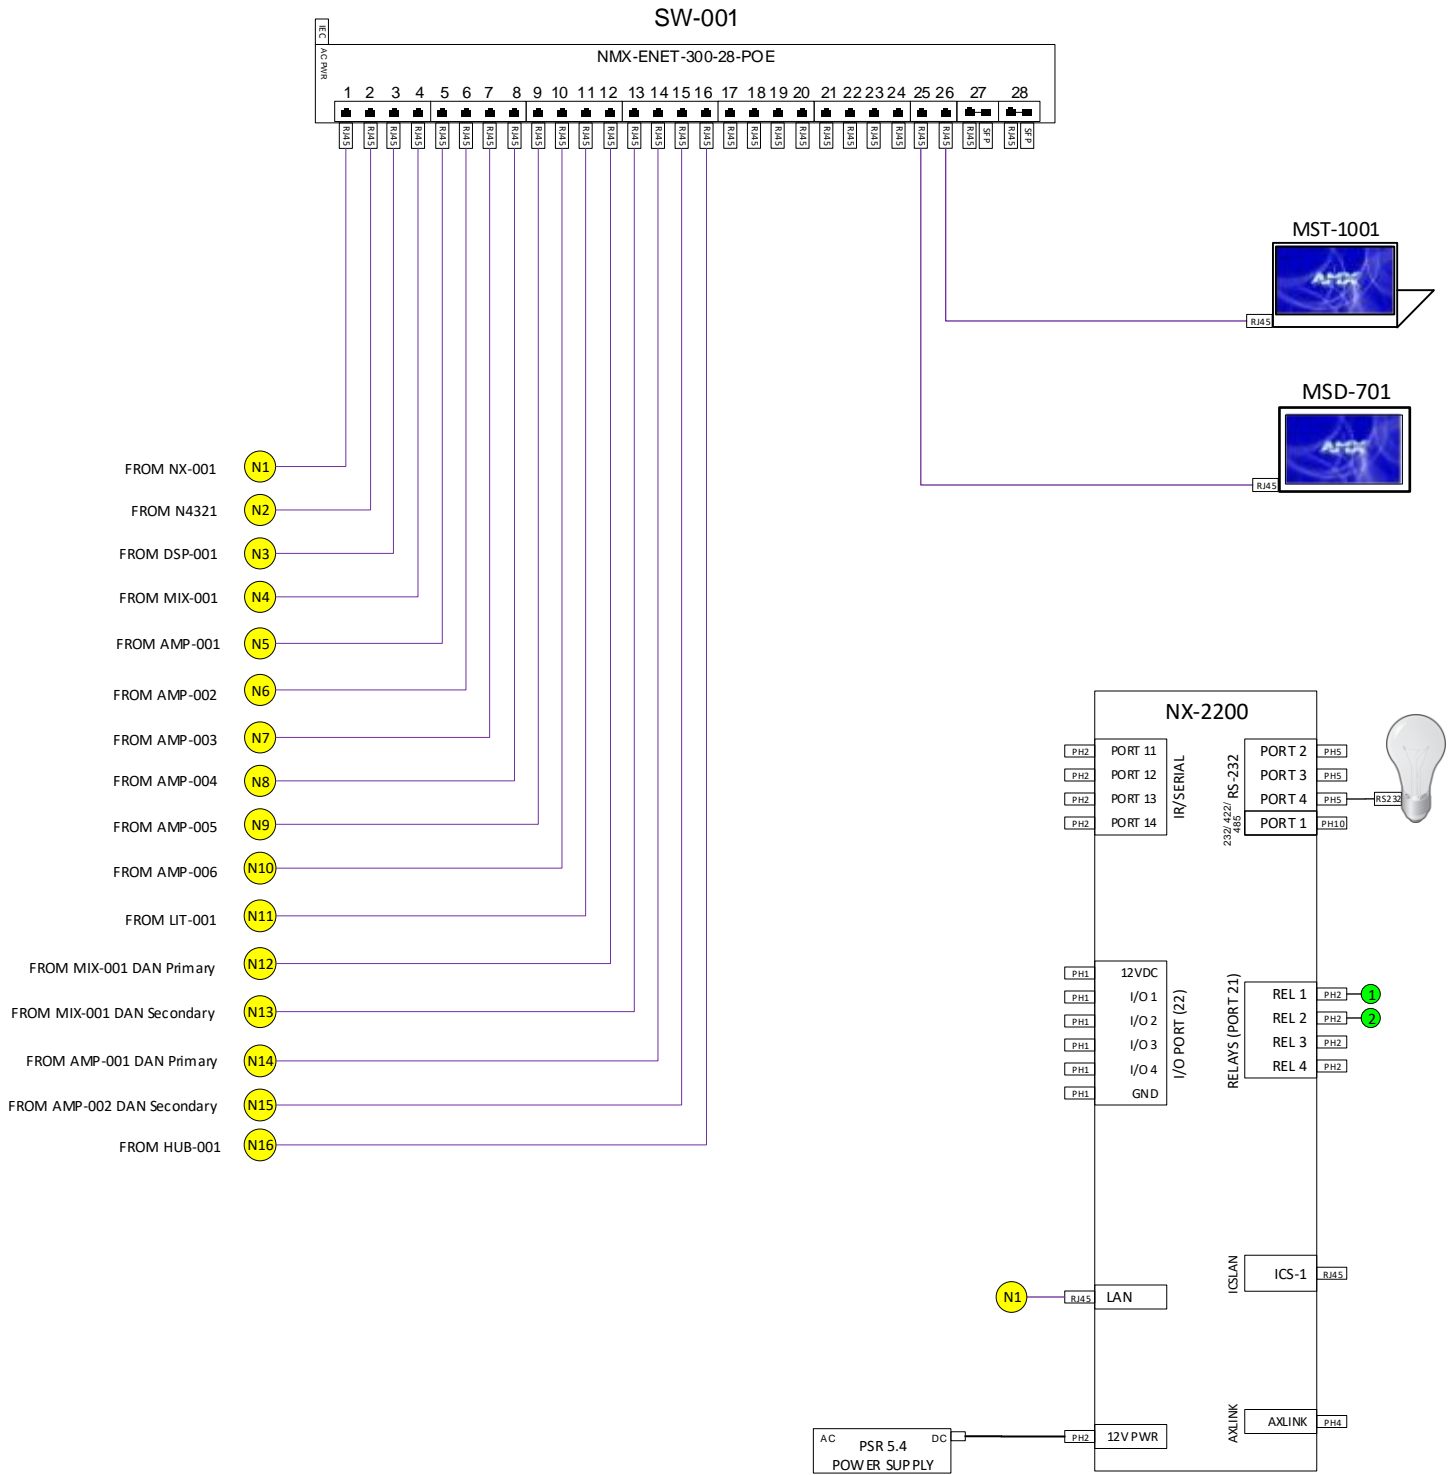 SW-001
IEC
AC PWR
NMX-ENET-300-28-POE
1 2 3 4 5 6 7 8 9 10 11 12 13 14 15 16 17 18 19 20 21 22 23 24 25 26 27 28
RJ45 RJ45 RJ45 RJ45 RJ45 RJ45 RJ45 RJ45 RJ45 RJ45 RJ45 RJ45 RJ45 RJ45 RJ45 RJ45 RJ45 RJ45 RJ45 RJ45 RJ45 RJ45 RJ45 RJ45 RJ45 RJ45 RJ45 SFP RJ45 SFP
MST-1001
AMX
RJ45
MSD-701
AMX
RJ45
FROM NX-001 N1
FROM N4321 N2
FROM DSP-001 N3
FROM MIX-001 N4
FROM AMP-001 N5
FROM AMP-002 N6
FROM AMP-003 N7
FROM AMP-004 N8
FROM AMP-005 N9
FROM AMP-006 N10
FROM LIT-001 N11
FROM MIX-001 DAN Primary N12
FROM MIX-001 DAN Secondary N13
FROM AMP-001 DAN Primary N14
FROM AMP-002 DAN Secondary N15
FROM HUB-001 N16
NX-2200
PH2 PORT 11
PH2 PORT 12
PH2 PORT 13
PH2 PORT 14
IR/SERIAL
RS-232
232/422/
485
PORT 2 PH5
PORT 3 PH5
PORT 4 PH5 RS232
PORT 1 PH10
PH1 12VDC
PH1 I/O 1
PH1 I/O 2
PH1 I/O 3
PH1 I/O 4
PH1 GND
I/O PORT (22)
RELAYS (PORT 21)
REL 1 PH2 1
REL 2 PH2 2
REL 3 PH2
REL 4 PH2
ICSLAN
ICS-1 RJ45
N1 RJ45 LAN
AXLINK
AXLINK PH4
PH2 12V PWR
AC DC
PSR 5.4
POWER SUPPLY